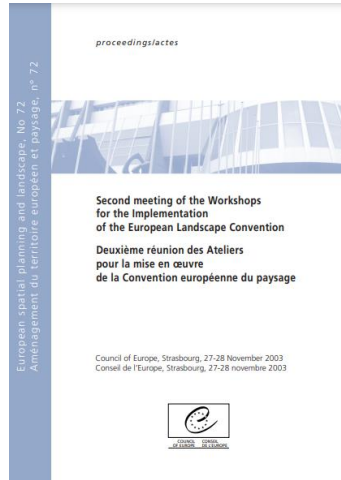 proceedings/actes
European spatial planning and landscape, No 72
Aménagement du territoire européen et paysage, n° 72
Second meeting of the Workshops
for the Implementation
of the European Landscape Convention
Deuxième réunion des Ateliers
pour la mise en œuvre
de la Convention européenne du paysage
Council of Europe, Strasbourg, 27-28 November 2003
Conseil de l'Europe, Strasbourg, 27-28 novembre 2003
COUNCIL CONSEIL
OF EUROPE DE L'EUROPE